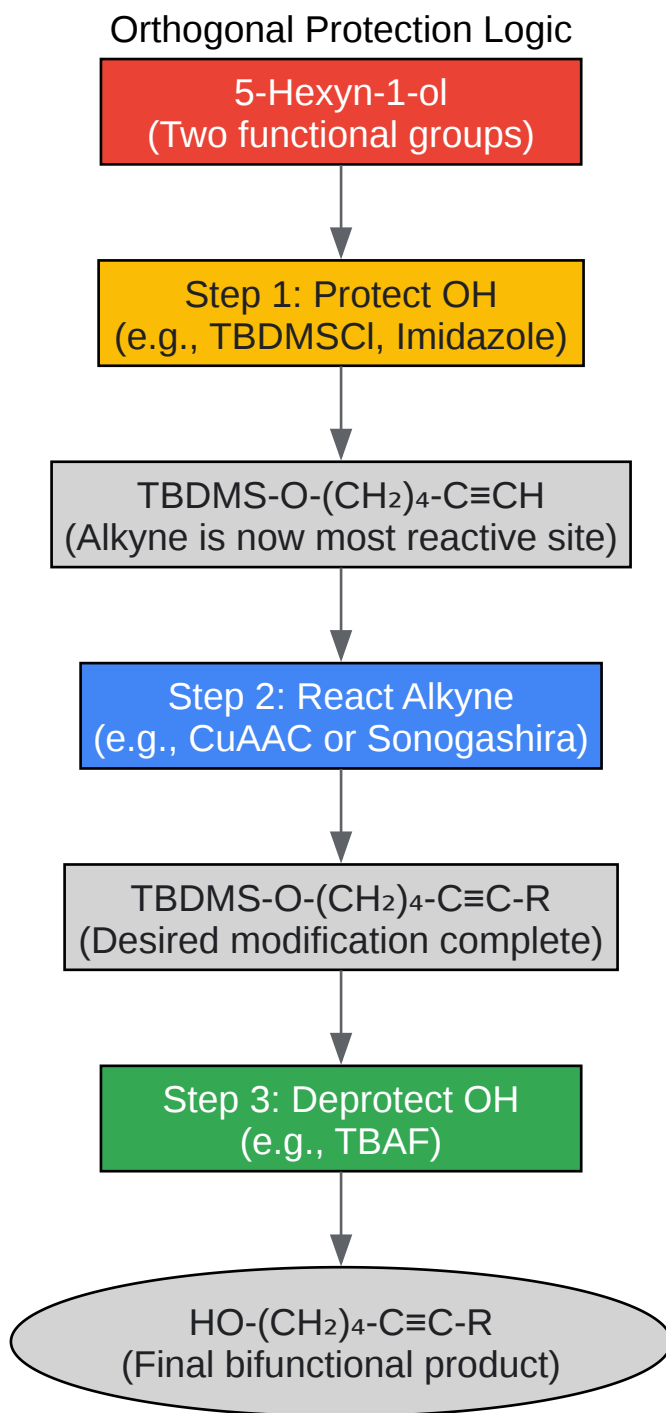 Orthogonal Protection Logic
5-Hexyn-1-ol
(Two functional groups)
Step 1: Protect OH
(e.g., TBDMSCl, Imidazole)
TBDMS-O-(CH₂)₄-C≡CH
(Alkyne is now most reactive site)
Step 2: React Alkyne
(e.g., CuAAC or Sonogashira)
TBDMS-O-(CH₂)₄-C≡C-R
(Desired modification complete)
Step 3: Deprotect OH
(e.g., TBAF)
HO-(CH₂)₄-C≡C-R
(Final bifunctional product)